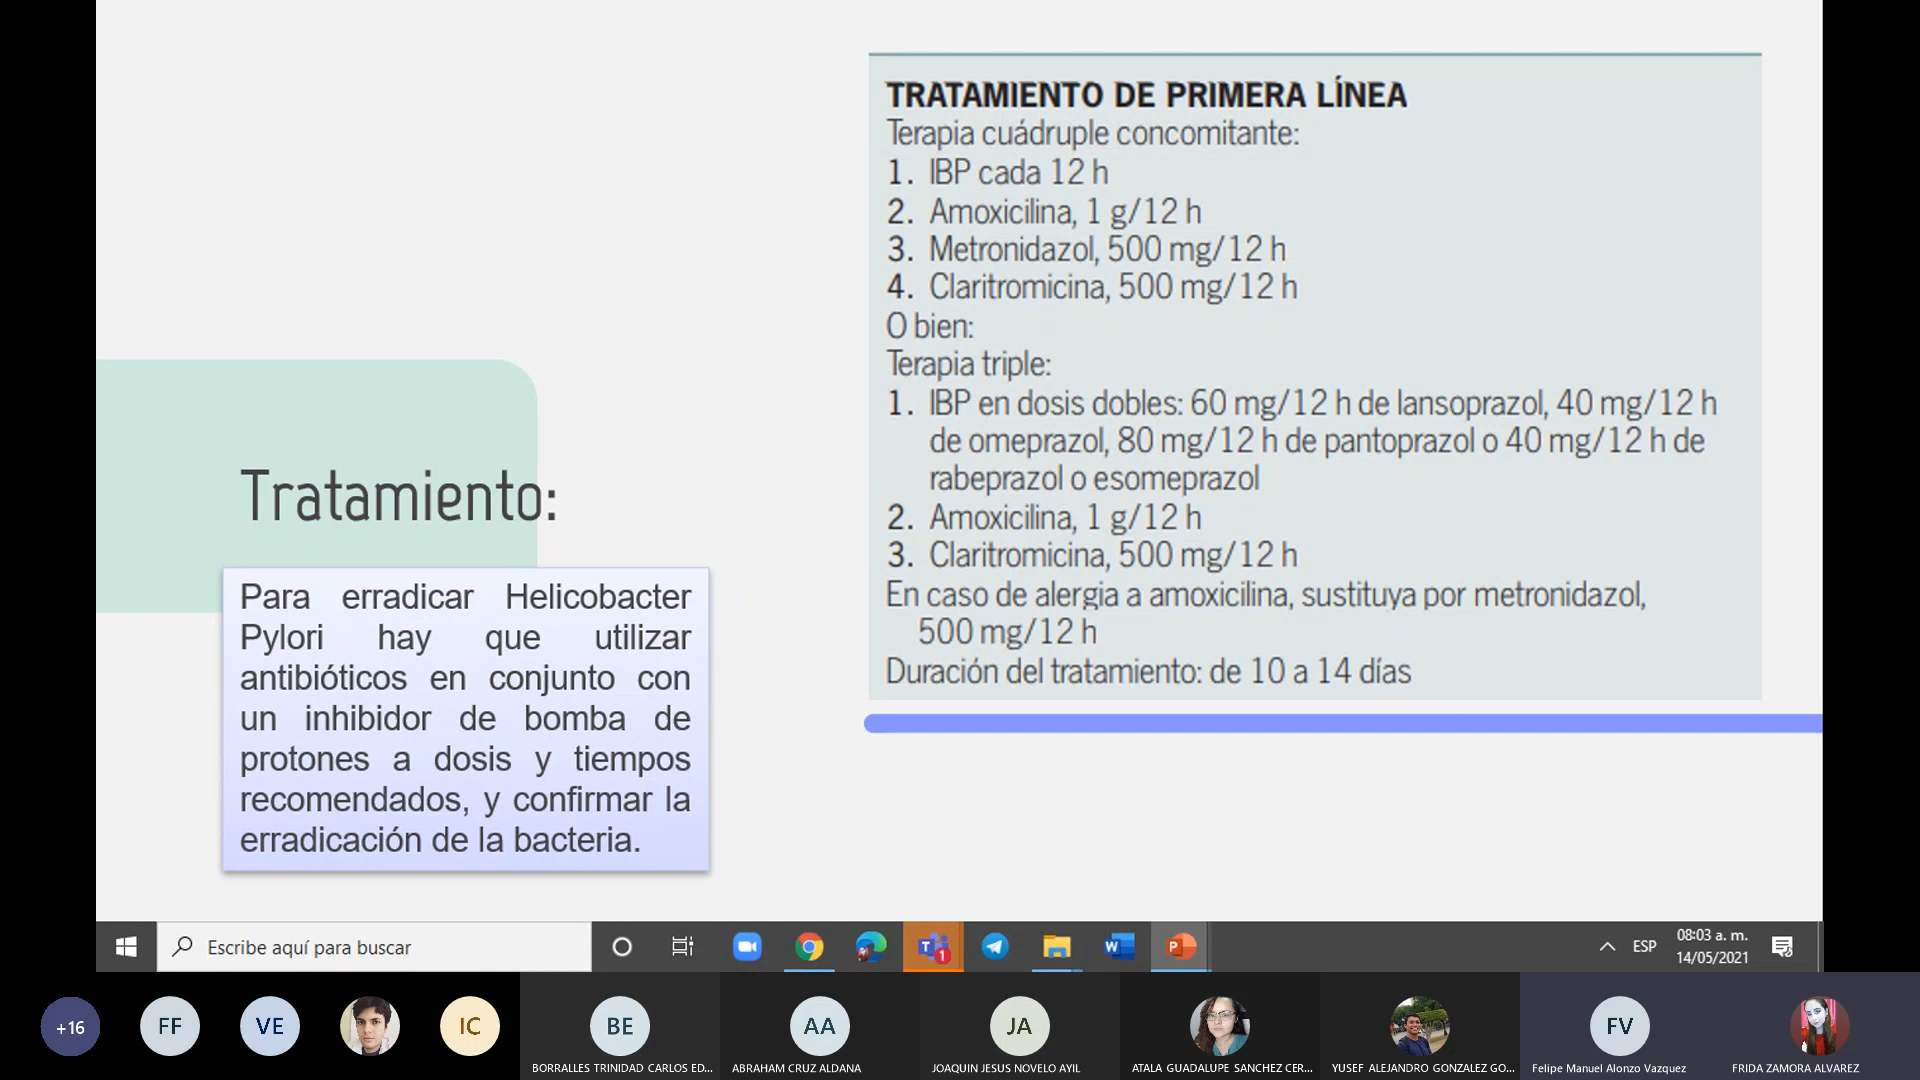 TRATAMIENTO DE PRIMERA LÍNEA
Terapia cuádruple concomitante:
1. IBP cada 12 h
2. Amoxicilina, 1 g/12 h
3. Metronidazol, 500 mg/12 h
4. Claritromicina, 500 mg/12 h
O bien:
Terapia triple:
1. IBP en dosis dobles: 60 mg/12 h de lansoprazol, 40 mg/12 h
de omeprazol, 80 mg/12 h de pantoprazol o 40 mg/12 h de
rabeprazol o esomeprazol
2. Amoxicilina, 1 g/12 h
3. Claritromicina, 500 mg/12 h
En caso de alergia a amoxicilina, sustituya por metronidazol,
500 mg/12 h
Duración del tratamiento: de 10 a 14 días
Tratamiento:
Para erradicar Helicobacter
Pylori hay que utilizar
antibióticos en conjunto con
un inhibidor de bomba de
protones a dosis y tiempos
recomendados, y confirmar la
erradicación de la bacteria.
Escribe aquí para buscar
T
1
W
P
ESP
08:03 a. m.
14/05/2021
+16
FF
VE
IC
BE
AA
JA
FV
BORRALLES TRINIDAD CARLOS ED...
ABRAHAM CRUZ ALDANA
JOAQUIN JESUS NOVELO AYIL
ATALA GUADALUPE SANCHEZ CER...
YUSEF ALEJANDRO GONZALEZ GO...
Felipe Manuel Alonzo Vazquez
FRIDA ZAMORA ALVAREZ